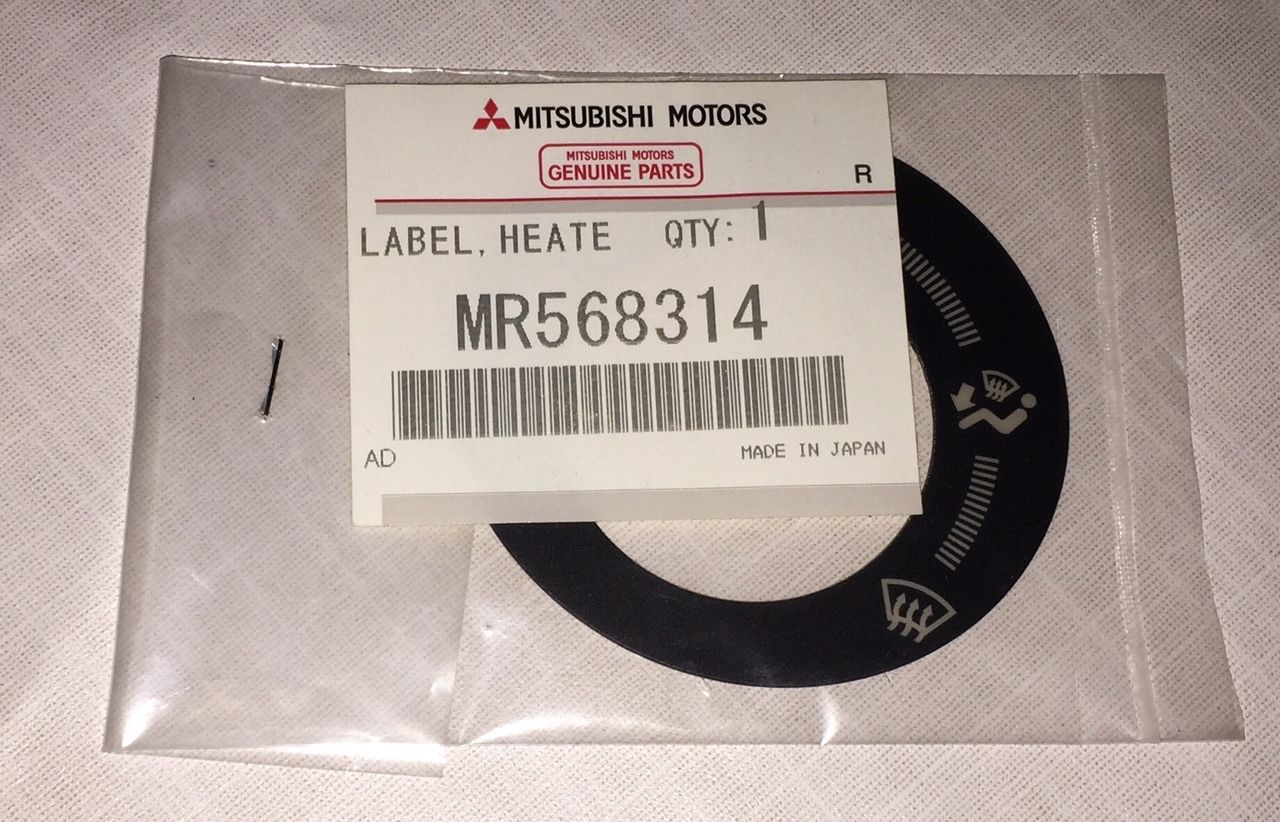 MITSUBISHI MOTORS
MITSUBISHI MOTORS
GENUINE PARTS
R
LABEL, HEATE QTY: 1
MR568314
AD MADE IN JAPAN